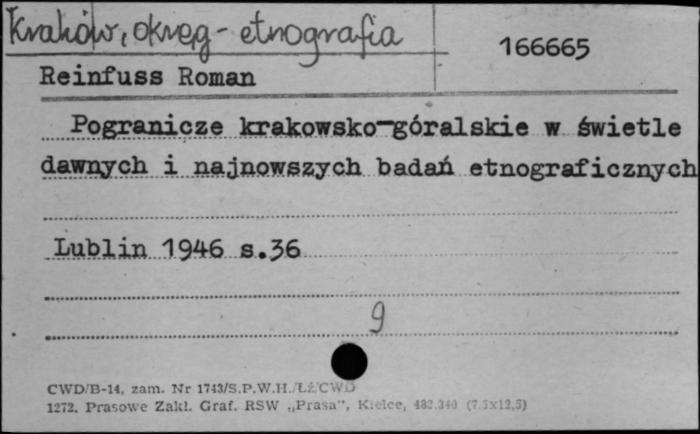 Kraków, okręg - etnografia
166665
Reinfuss Roman
Pogranicze krakowsko-góralskie w świetle
dawnych i najnowszych badań etnograficznych
Lublin 1946 s.36
9
CWD/B-14, zam. Nr 1743/S.P.W.H./ŁŹ/CWD
1272. Prasowe Zakł. Graf. RSW „Prasa", Kielce, 482.340 (7.5x12,5)